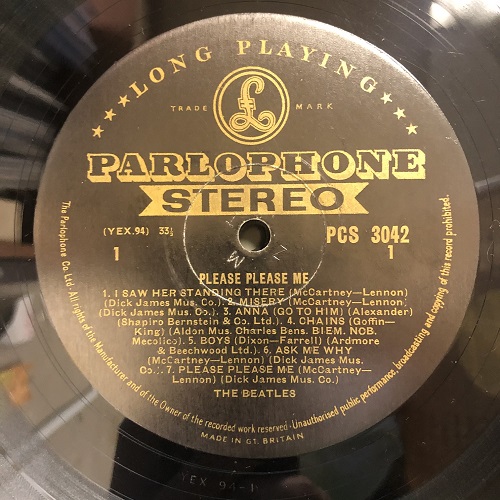 LONG PLAYING
TRADE £ MARK
PARLOPHONE
STEREO
(YEX.94) 33⅓ PCS 3042
1 1
PLEASE PLEASE ME
1. I SAW HER STANDING THERE (McCartney—Lennon)
(Dick James Mus. Co.) 2. MISERY (McCartney—Lennon)
(Dick James Mus. Co.) 3. ANNA (GO TO HIM) (Alexander)
(Shapiro Bernstein & Co. Ltd.) 4. CHAINS (Goffin—
King) (Aldon Mus. Charles Bens. BIEM. NCB.
Mecolico). 5. BOYS (Dixon—Farrell) (Ardmore
& Beechwood Ltd.) 6. ASK ME WHY
(McCartney—Lennon) (Dick James Mus.
Co.). 7. PLEASE PLEASE ME (McCartney—
Lennon) (Dick James Mus. Co.)
THE BEATLES
The Parlophone Co. Ltd. All rights of the Manufacturer and of the Owner of the recorded work reserved · Unauthorised public performance, broadcasting and copying of this record prohibited.
MADE IN GT. BRITAIN
YEX 94-1